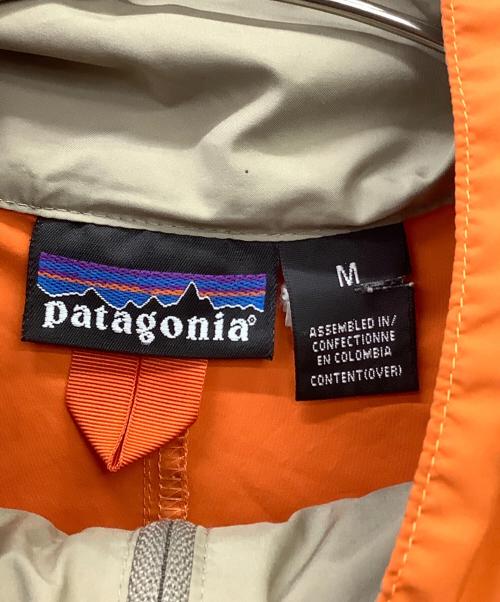 patagonia®
M
ASSEMBLED IN/
CONFECTIONNE
EN COLOMBIA
CONTENT(OVER)